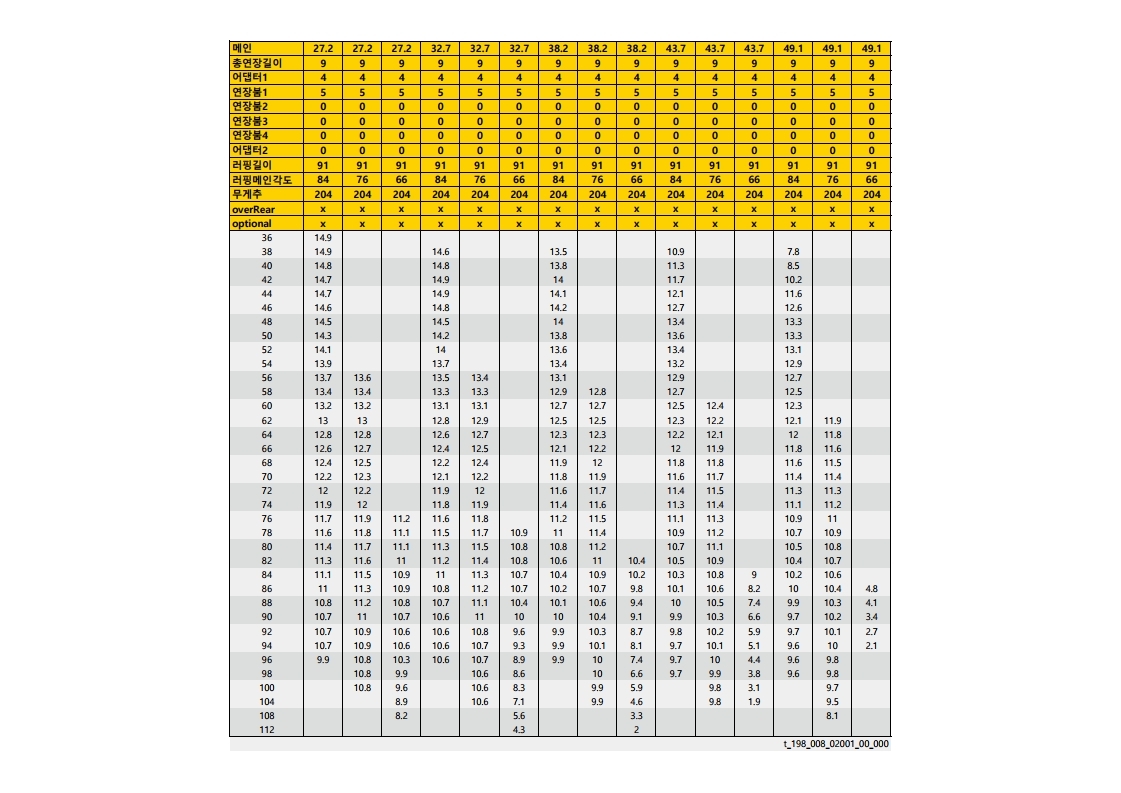 메인 27.2 27.2 27.2 32.7 32.7 32.7 38.2 38.2 38.2 43.7 43.7 43.7 49.1 49.1 49.1
총연장길이 9 9 9 9 9 9 9 9 9 9 9 9 9 9 9
어댑터1 4 4 4 4 4 4 4 4 4 4 4 4 4 4 4
연장붐1 5 5 5 5 5 5 5 5 5 5 5 5 5 5 5
연장붐2 0 0 0 0 0 0 0 0 0 0 0 0 0 0 0
연장붐3 0 0 0 0 0 0 0 0 0 0 0 0 0 0 0
연장붐4 0 0 0 0 0 0 0 0 0 0 0 0 0 0 0
어댑터2 0 0 0 0 0 0 0 0 0 0 0 0 0 0 0
러핑길이 91 91 91 91 91 91 91 91 91 91 91 91 91 91 91
러핑메인각도 84 76 66 84 76 66 84 76 66 84 76 66 84 76 66
무게추 204 204 204 204 204 204 204 204 204 204 204 204 204 204 204
overRear x x x x x x x x x x x x x x x
optional x x x x x x x x x x x x x x x
36 14.9
38 14.9 14.6 13.5 10.9 7.8
40 14.8 14.8 13.8 11.3 8.5
42 14.7 14.9 14 11.7 10.2
44 14.7 14.9 14.1 12.1 11.6
46 14.6 14.8 14.2 12.7 12.6
48 14.5 14.5 14 13.4 13.3
50 14.3 14.2 13.8 13.6 13.3
52 14.1 14 13.6 13.4 13.1
54 13.9 13.7 13.4 13.2 12.9
56 13.7 13.6 13.5 13.4 13.1 12.9 12.7
58 13.4 13.4 13.3 13.3 12.9 12.8 12.7 12.5
60 13.2 13.2 13.1 13.1 12.7 12.7 12.5 12.4 12.3
62 13 13 12.8 12.9 12.5 12.5 12.3 12.2 12.1 11.9
64 12.8 12.8 12.6 12.7 12.3 12.3 12.2 12.1 12 11.8
66 12.6 12.7 12.4 12.5 12.1 12.2 12 11.9 11.8 11.6
68 12.4 12.5 12.2 12.4 11.9 12 11.8 11.8 11.6 11.5
70 12.2 12.3 12.1 12.2 11.8 11.9 11.6 11.7 11.4 11.4
72 12 12.2 11.9 12 11.6 11.7 11.4 11.5 11.3 11.3
74 11.9 12 11.8 11.9 11.4 11.6 11.3 11.4 11.1 11.2
76 11.7 11.9 11.2 11.6 11.8 11.2 11.5 11.1 11.3 10.9 11
78 11.6 11.8 11.1 11.5 11.7 10.9 11 11.4 10.9 11.2 10.7 10.9
80 11.4 11.7 11.1 11.3 11.5 10.8 10.8 11.2 10.7 11.1 10.5 10.8
82 11.3 11.6 11 11.2 11.4 10.8 10.6 11 10.4 10.5 10.9 10.4 10.7
84 11.1 11.5 10.9 11 11.3 10.7 10.4 10.9 10.2 10.3 10.8 9 10.2 10.6
86 11 11.3 10.9 10.8 11.2 10.7 10.2 10.7 9.8 10.1 10.6 8.2 10 10.4 4.8
88 10.8 11.2 10.8 10.7 11.1 10.4 10.1 10.6 9.4 10 10.5 7.4 9.9 10.3 4.1
90 10.7 11 10.7 10.6 11 10 10 10.4 9.1 9.9 10.3 6.6 9.7 10.2 3.4
92 10.7 10.9 10.6 10.6 10.8 9.6 9.9 10.3 8.7 9.8 10.2 5.9 9.7 10.1 2.7
94 10.7 10.9 10.6 10.6 10.7 9.3 9.9 10.1 8.1 9.7 10.1 5.1 9.6 10 2.1
96 9.9 10.8 10.3 10.6 10.7 8.9 9.9 10 7.4 9.7 10 4.4 9.6 9.8
98 10.8 9.9 10.6 8.6 10 6.6 9.7 9.9 3.8 9.6 9.8
100 10.8 9.6 10.6 8.3 9.9 5.9 9.8 3.1 9.7
104 8.9 10.6 7.1 9.9 4.6 9.8 1.9 9.5
108 8.2 5.6 3.3 8.1
112 4.3 2
t_198_008_02001_00_000